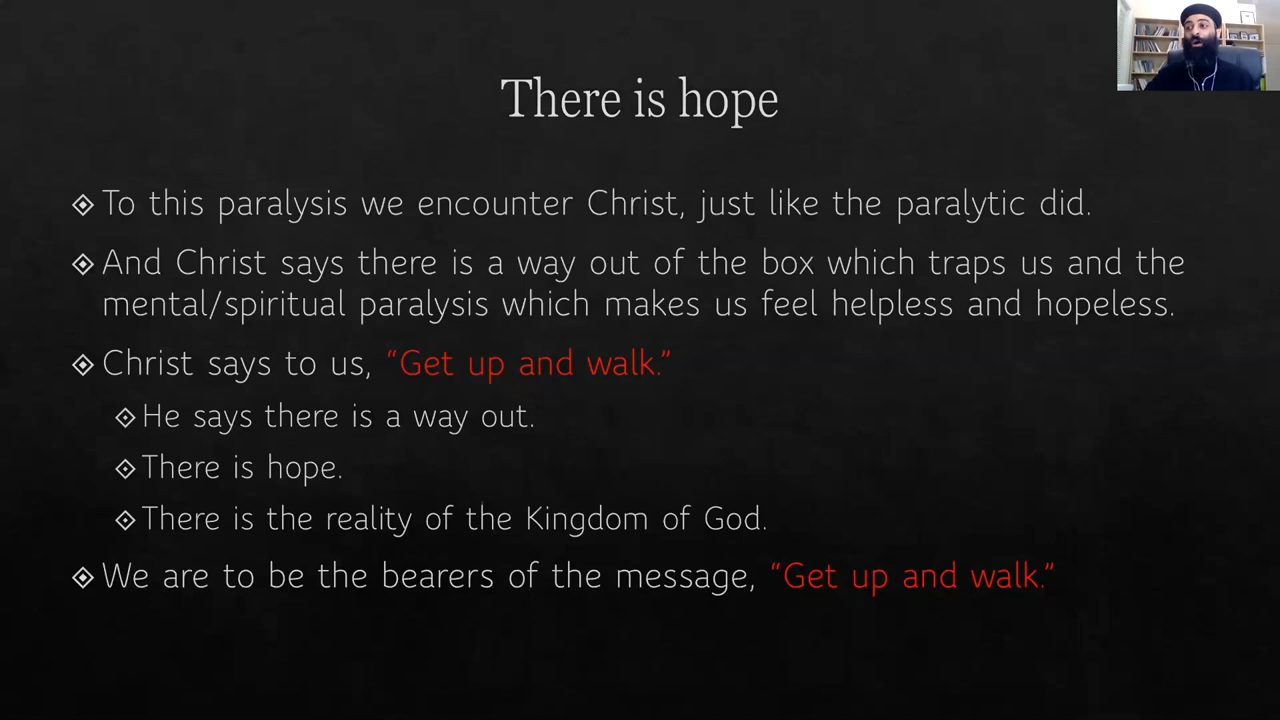 There is hope
To this paralysis we encounter Christ, just like the paralytic did.
And Christ says there is a way out of the box which traps us and the
mental/spiritual paralysis which makes us feel helpless and hopeless.
Christ says to us, “Get up and walk.”
He says there is a way out.
There is hope.
There is the reality of the Kingdom of God.
We are to be the bearers of the message, “Get up and walk.”